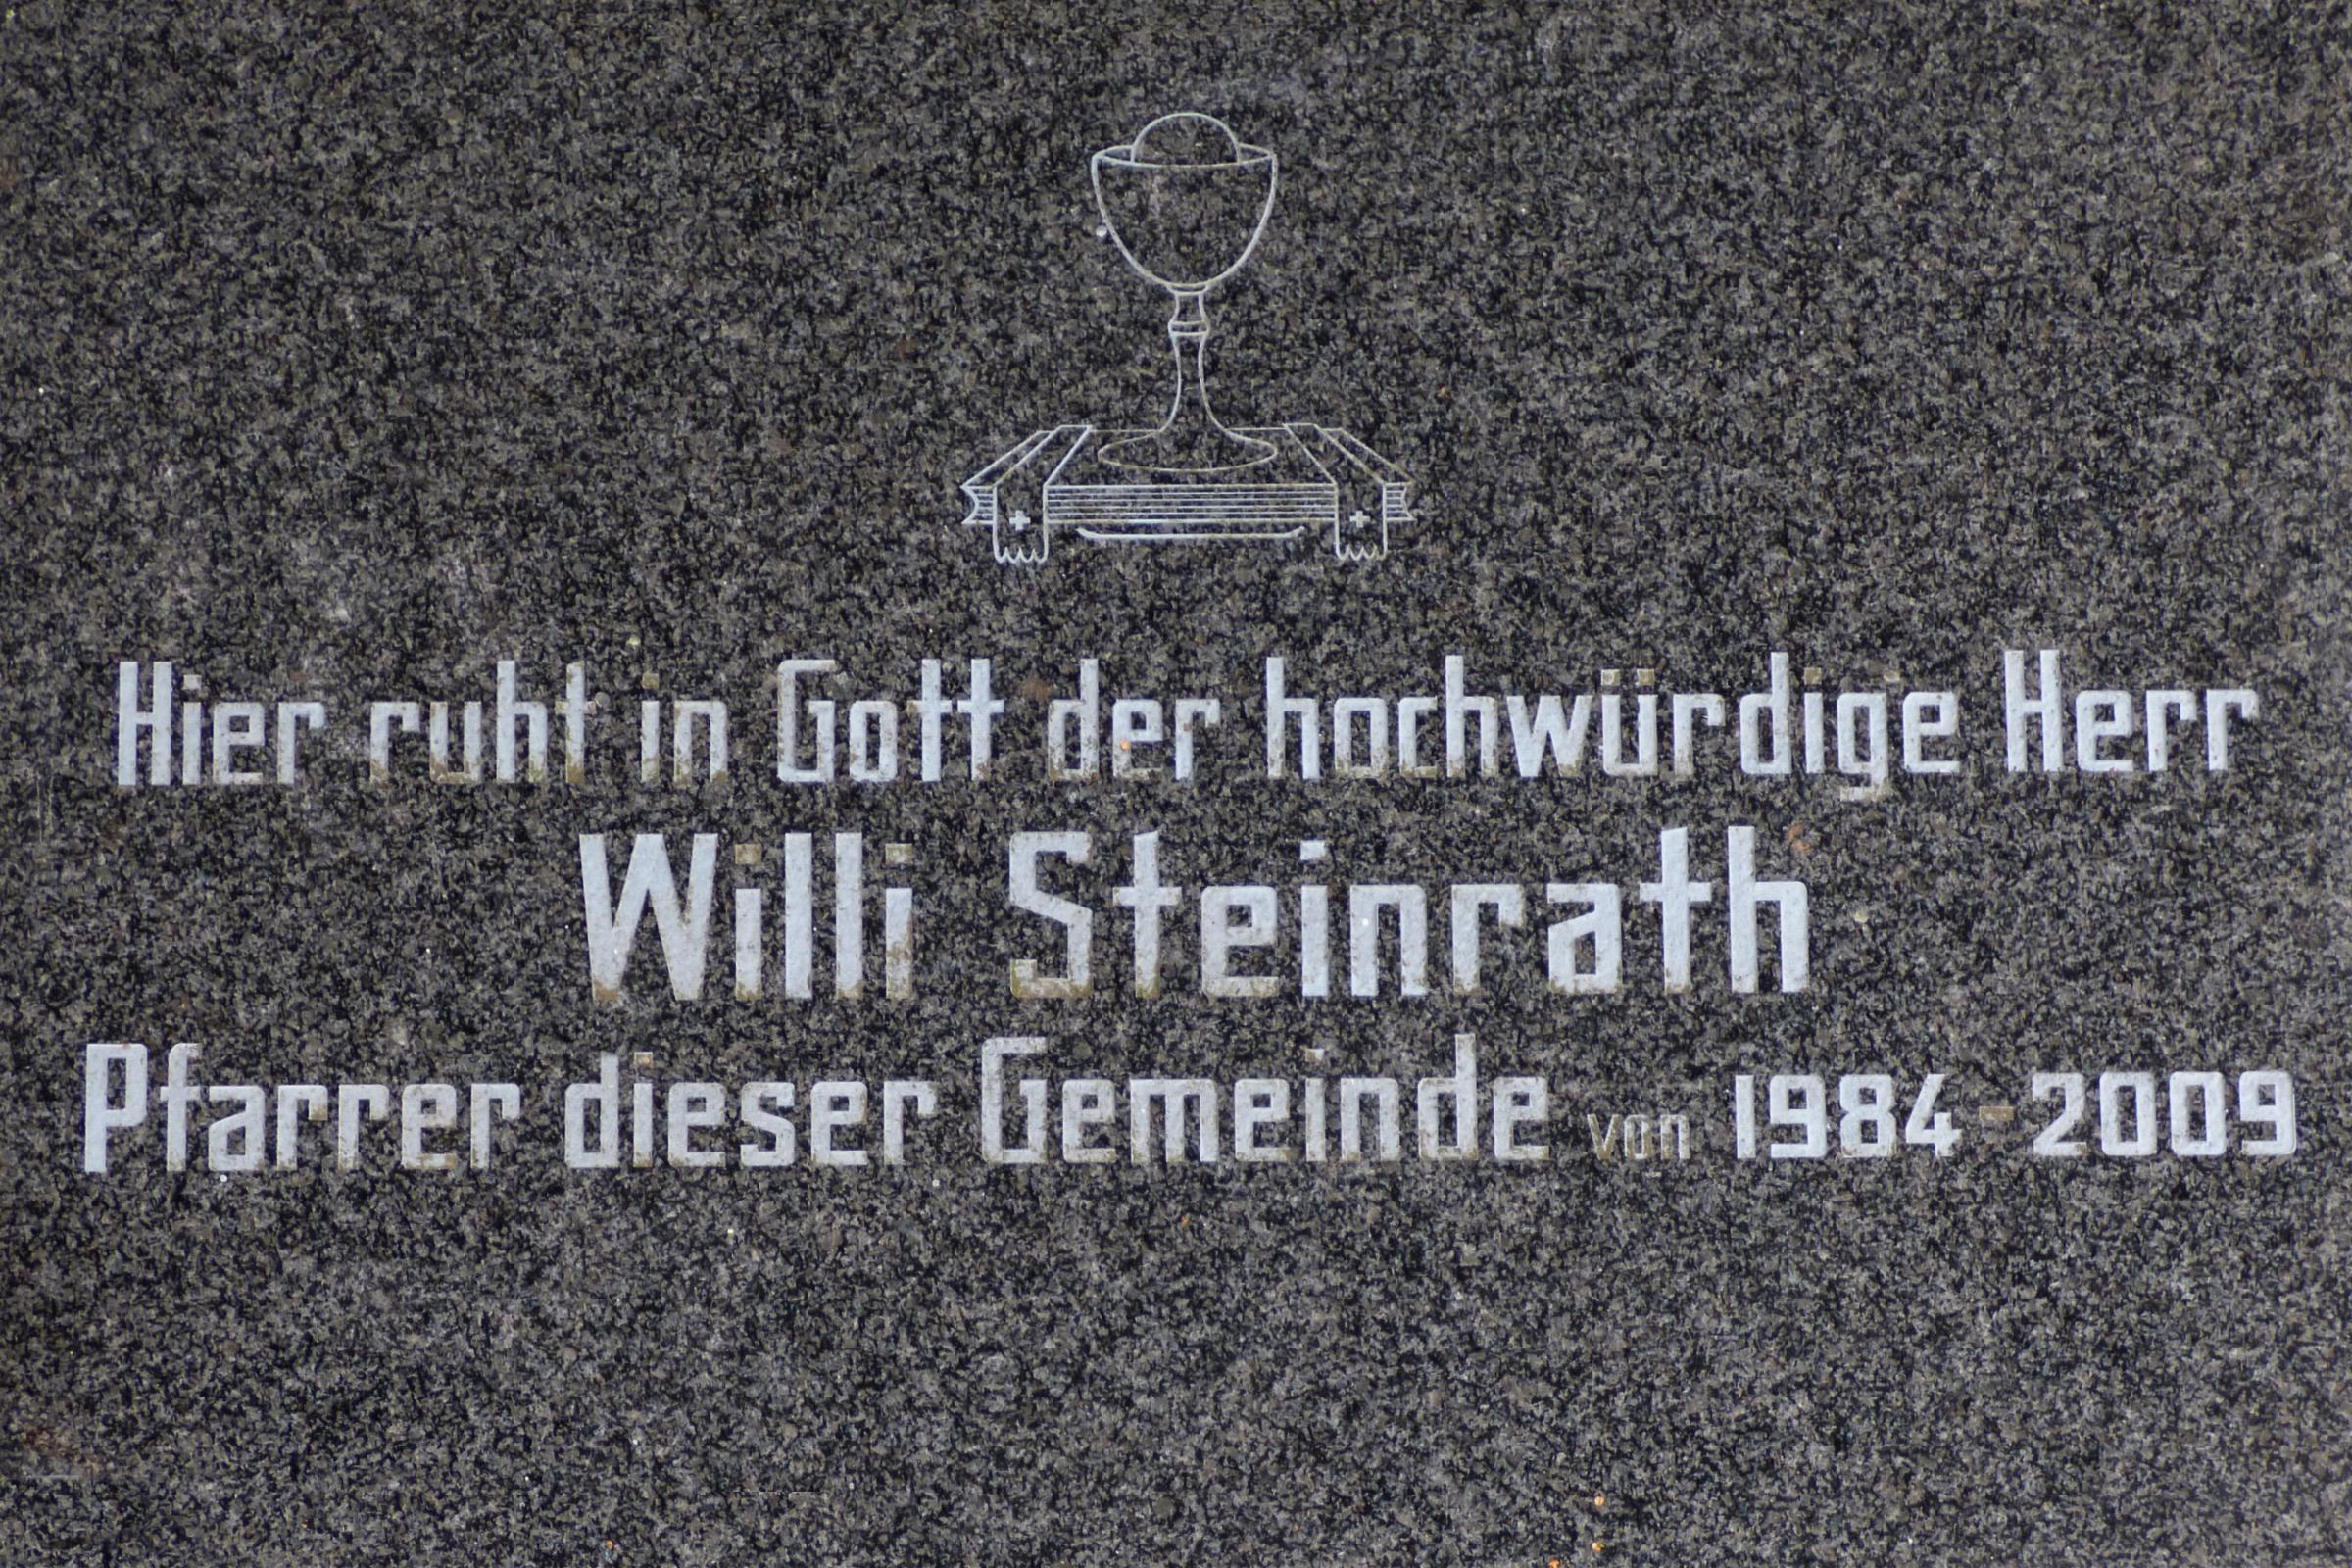 Hier ruht in Gott der hochwürdige Herr
Willi Steinrath
Pfarrer dieser Gemeinde von 1984-2009